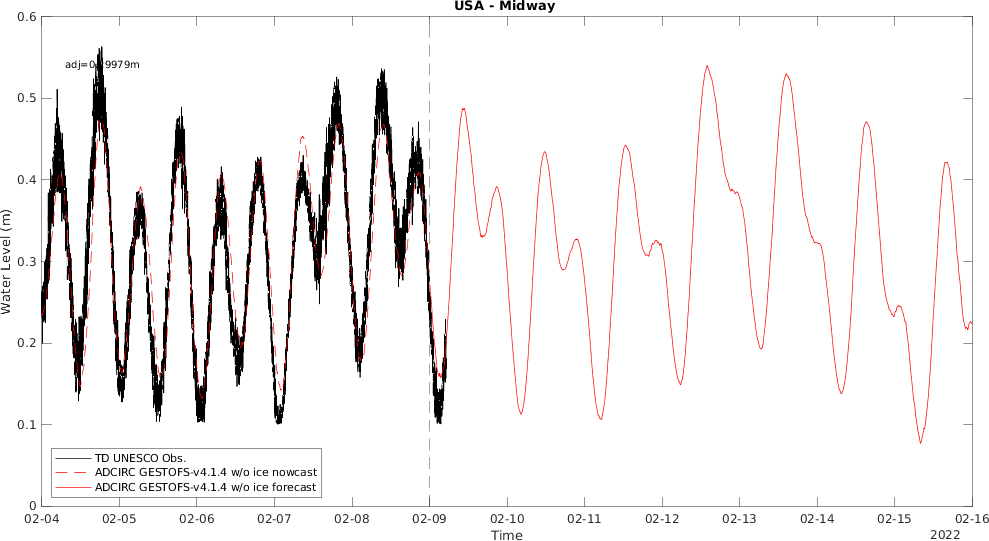 USA - Midway
0.6
0.5
0.4
0.3
0.2
0.1
0
Water Level (m)
adj=0.19979m
TD UNESCO Obs.
ADCIRC GESTOFS-v4.1.4 w/o ice nowcast
ADCIRC GESTOFS-v4.1.4 w/o ice forecast
02-04 02-05 02-06 02-07 02-08 02-09 02-10 02-11 02-12 02-13 02-14 02-15 02-16
Time
2022